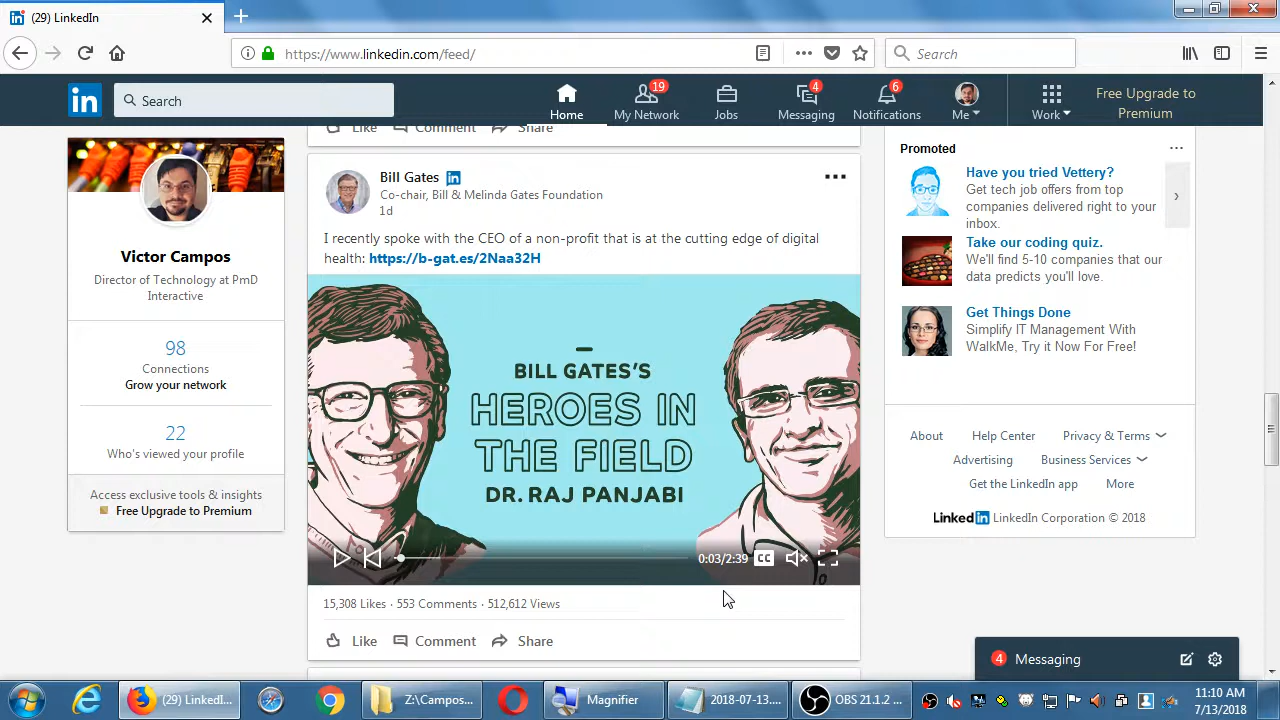 (29) LinkedIn
https://www.linkedin.com/feed/
Search
in
Search
Home
19
My Network
Jobs
4
Messaging
6
Notifications
Me
Work
Free Upgrade to
Premium
Like
Comment
Share
Victor Campos
Director of Technology at PMD
Interactive
98
Connections
Grow your network
22
Who's viewed your profile
Access exclusive tools & insights
Free Upgrade to Premium
Bill Gates in
Co-chair, Bill & Melinda Gates Foundation
1d
I recently spoke with the CEO of a non-profit that is at the cutting edge of digital
health: https://b-gat.es/2Naa32H
BILL GATES'S
HEROES IN
THE FIELD
DR. RAJ PANJABI
0:03/2:39 CC
15,308 Likes · 553 Comments · 512,612 Views
Like
Comment
Share
Promoted
Have you tried Vettery?
Get tech job offers from top
companies delivered right to your
inbox.
Take our coding quiz.
We'll find 5-10 companies that our
data predicts you'll love.
Get Things Done
Simplify IT Management With
WalkMe, Try it Now For Free!
About
Help Center
Privacy & Terms
Advertising
Business Services
Get the LinkedIn app
More
Linked in LinkedIn Corporation © 2018
4 Messaging
(29) LinkedI...
Z:\Campos...
Magnifier
2018-07-13....
OBS 21.1.2 ...
11:10 AM
7/13/2018